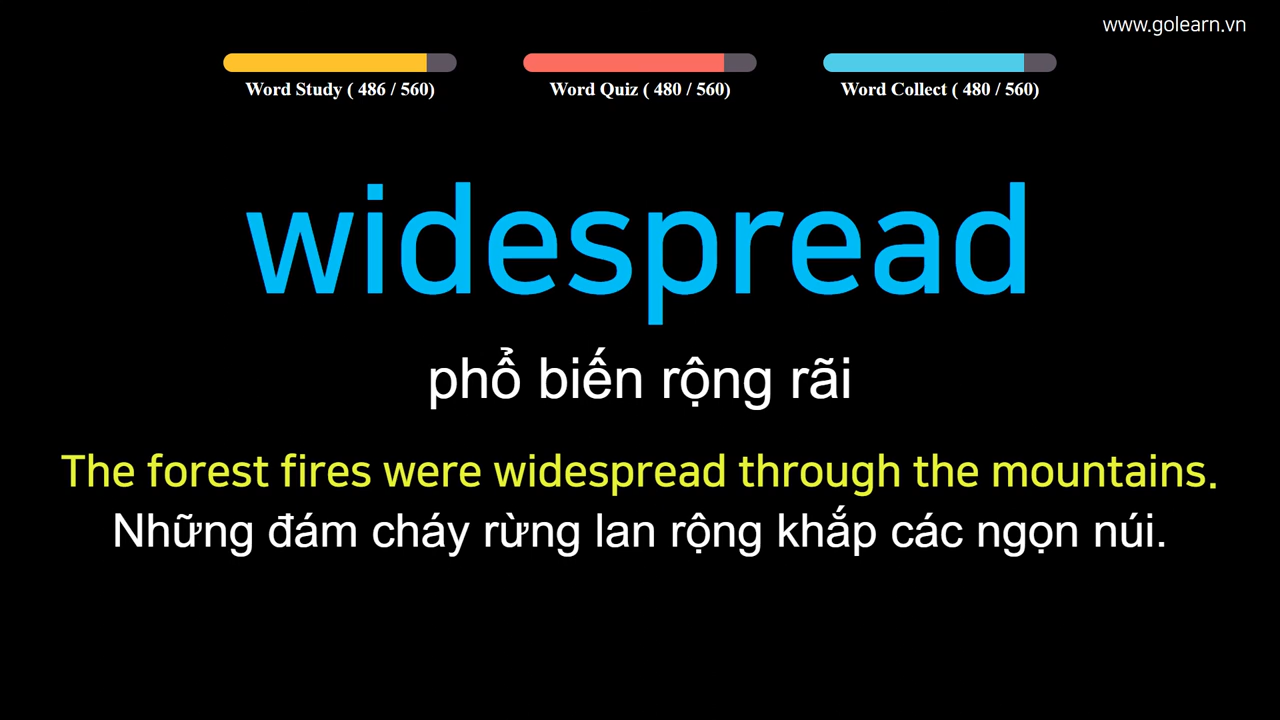 www.golearn.vn
Word Study ( 486 / 560)
Word Quiz ( 480 / 560)
Word Collect ( 480 / 560)
widespread
phổ biến rộng rãi
The forest fires were widespread through the mountains.
Những đám cháy rừng lan rộng khắp các ngọn núi.